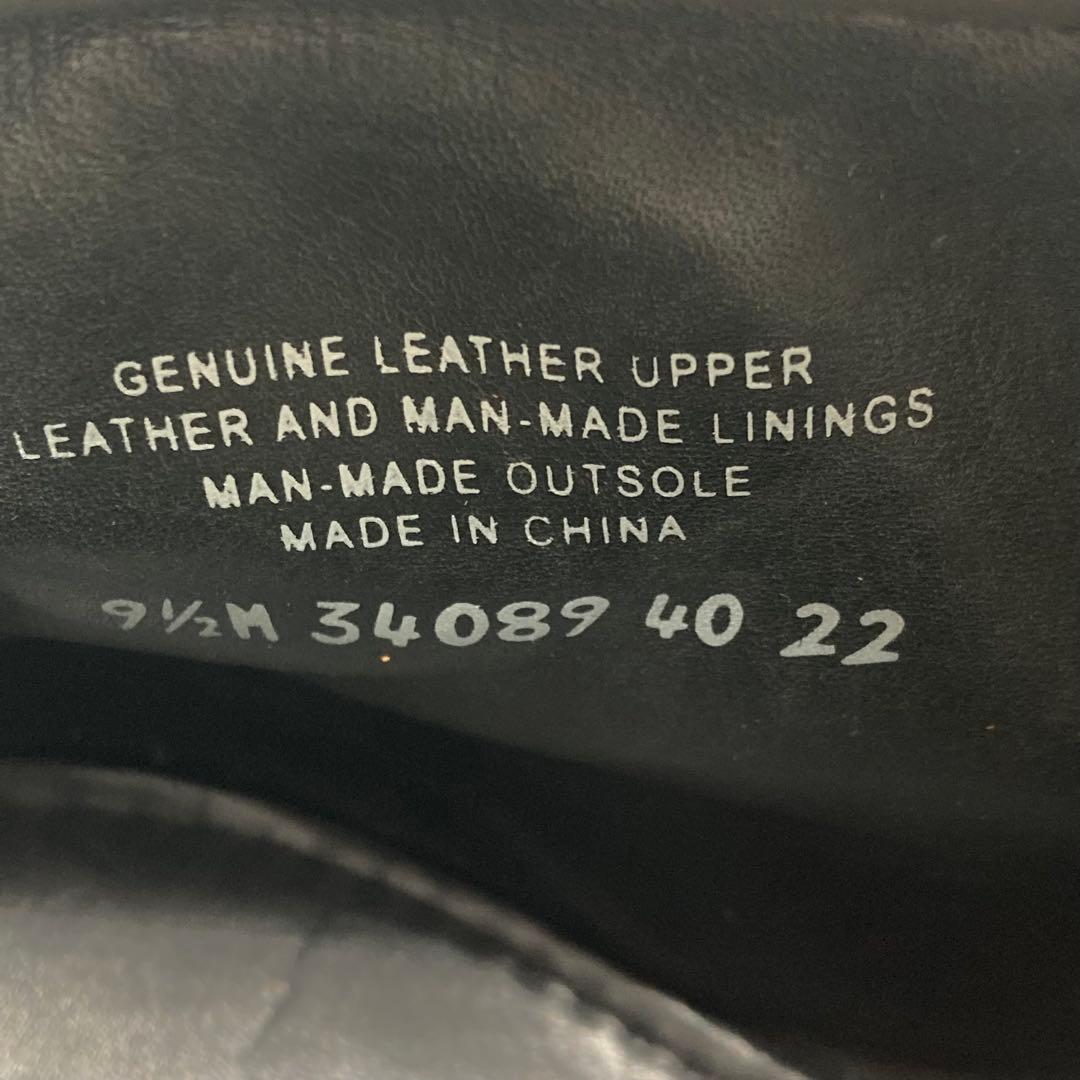 GENUINE LEATHER UPPER
LEATHER AND MAN-MADE LININGS
MAN-MADE OUTSOLE
MADE IN CHINA
9½M 34089 40 22